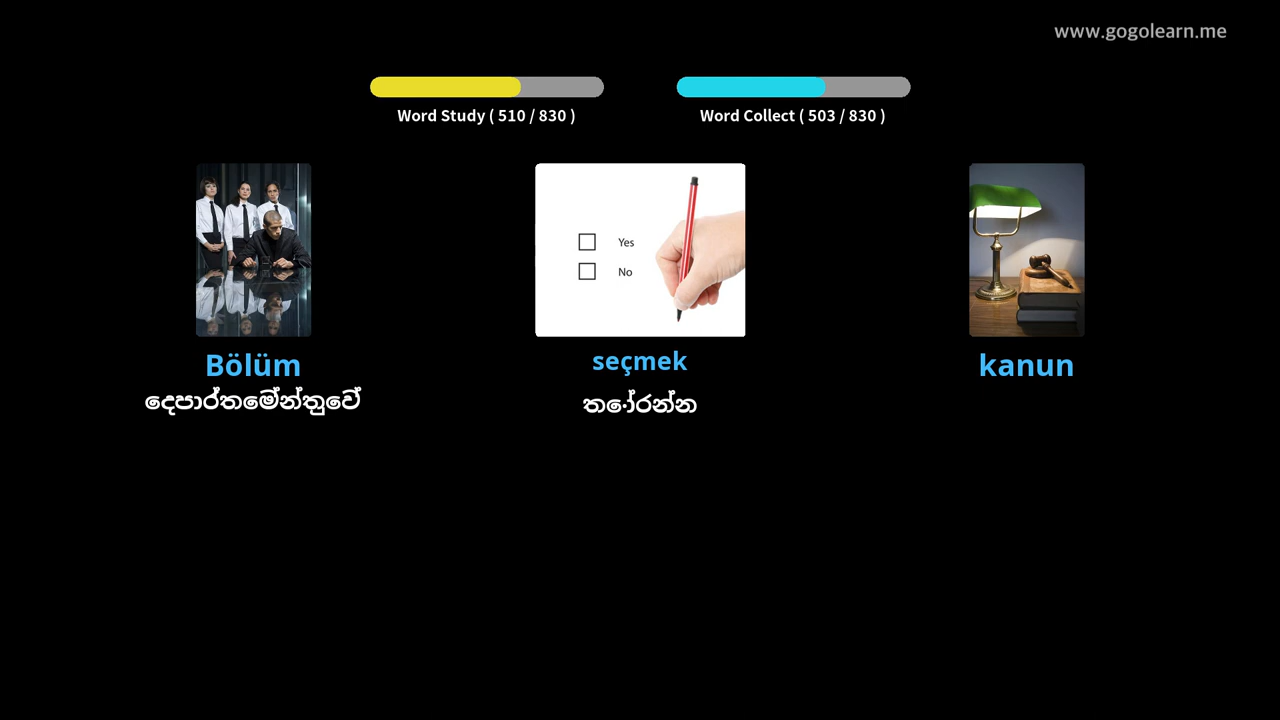 www.gogolearn.me
Word Study ( 510 / 830 )
Word Collect ( 503 / 830 )
Yes
No
Bölüm
seçmek
kanun
දෙපාර්තමේන්තුවේ
තෝරන්න